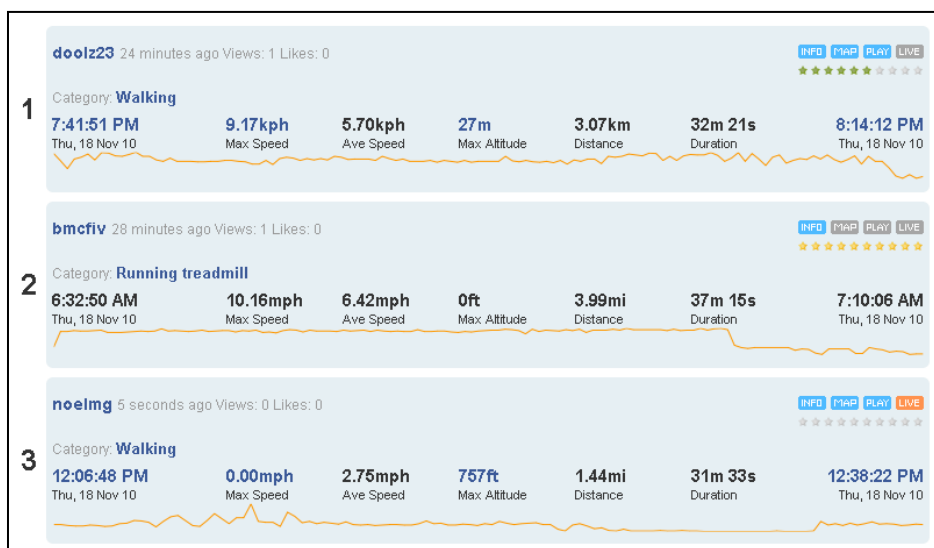 1
doolz23 24 minutes ago Views: 1 Likes: 0
INFO MAP PLAY LIVE
Category: Walking
7:41:51 PM 9.17kph 5.70kph 27m 3.07km 32m 21s 8:14:12 PM
Thu, 18 Nov 10 Max Speed Ave Speed Max Altitude Distance Duration Thu, 18 Nov 10
2
bmcfiv 28 minutes ago Views: 1 Likes: 0
INFO MAP PLAY LIVE
Category: Running treadmill
6:32:50 AM 10.16mph 6.42mph 0ft 3.99mi 37m 15s 7:10:06 AM
Thu, 18 Nov 10 Max Speed Ave Speed Max Altitude Distance Duration Thu, 18 Nov 10
3
noelmg 5 seconds ago Views: 0 Likes: 0
INFO MAP PLAY LIVE
Category: Walking
12:06:48 PM 0.00mph 2.75mph 757ft 1.44mi 31m 33s 12:38:22 PM
Thu, 18 Nov 10 Max Speed Ave Speed Max Altitude Distance Duration Thu, 18 Nov 10